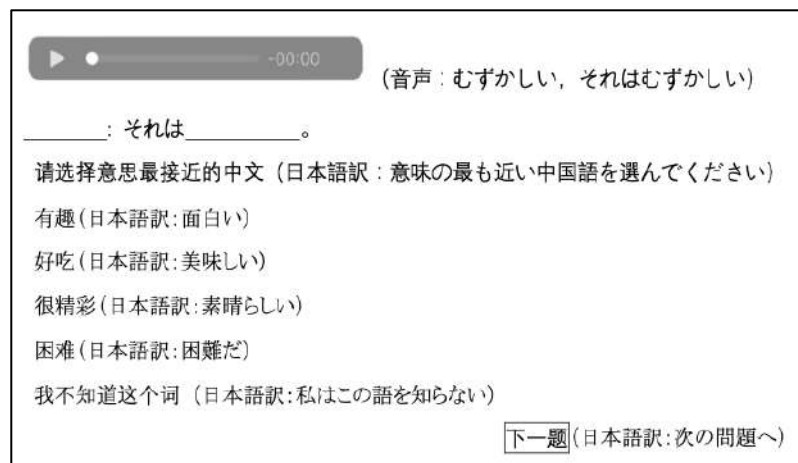 -00:00 (音声：むずかしい，それはむずかしい)
________: それは__________。
请选择意思最接近的中文 (日本語訳：意味の最も近い中国語を選んでください)
有趣(日本語訳:面白い)
好吃(日本語訳:美味しい)
很精彩(日本語訳:素晴らしい)
困难(日本語訳:困難だ)
我不知道这个词 (日本語訳:私はこの語を知らない)
下一题(日本語訳:次の問題へ)